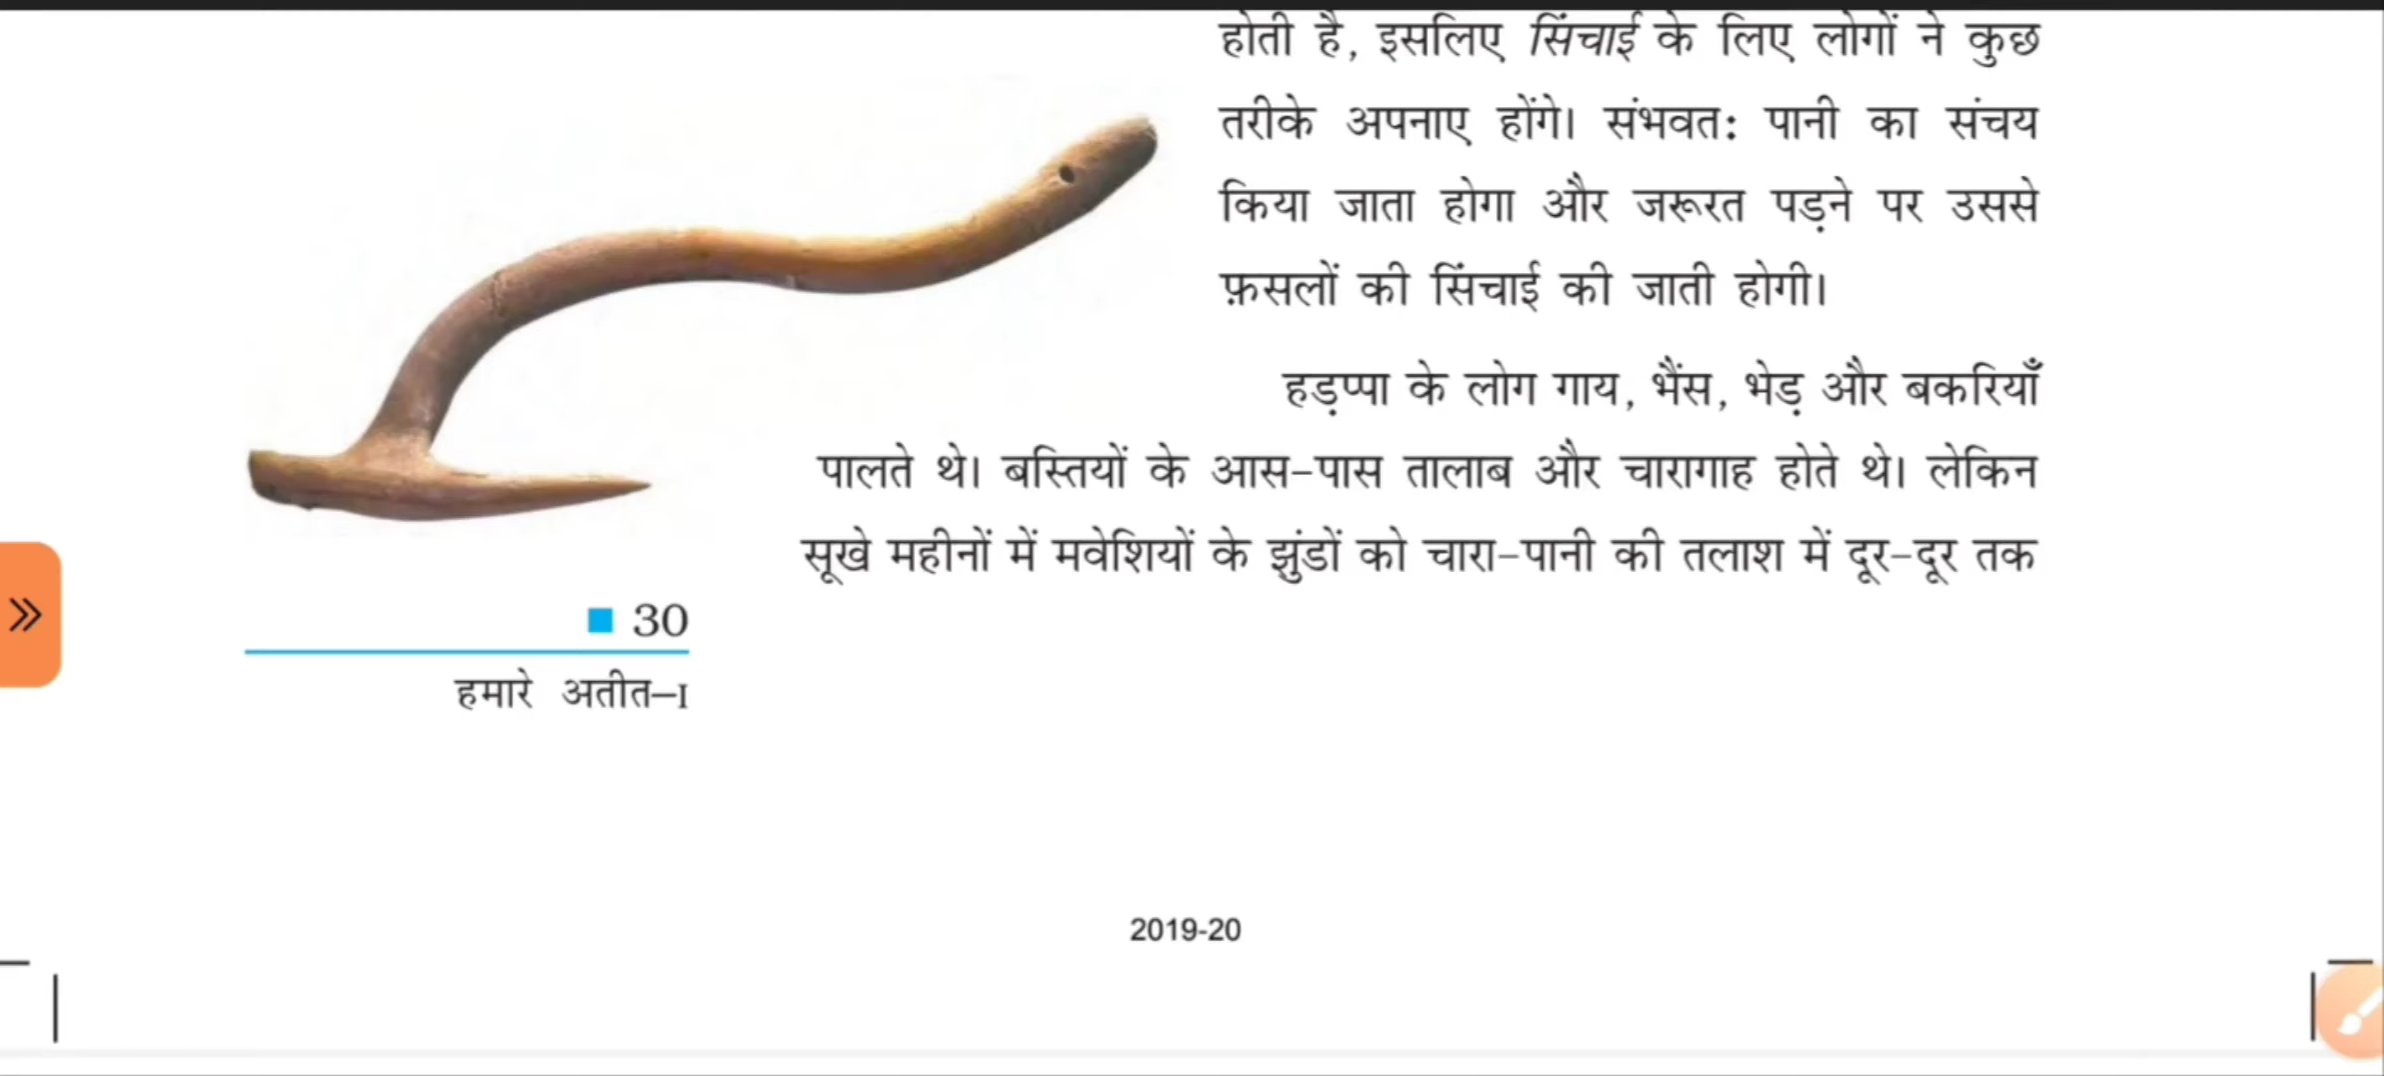 होती है, इसलिए सिंचाई के लिए लोगों ने कुछ
तरीके अपनाए होंगे। संभवत: पानी का संचय
किया जाता होगा और जरूरत पड़ने पर उससे
फ़सलों की सिंचाई की जाती होगी।
हड़प्पा के लोग गाय, भैंस, भेड़ और बकरियाँ
पालते थे। बस्तियों के आस-पास तालाब और चारागाह होते थे। लेकिन
सूखे महीनों में मवेशियों के झुंडों को चारा-पानी की तलाश में दूर-दूर तक
■ 30
हमारे अतीत–I
2019-20